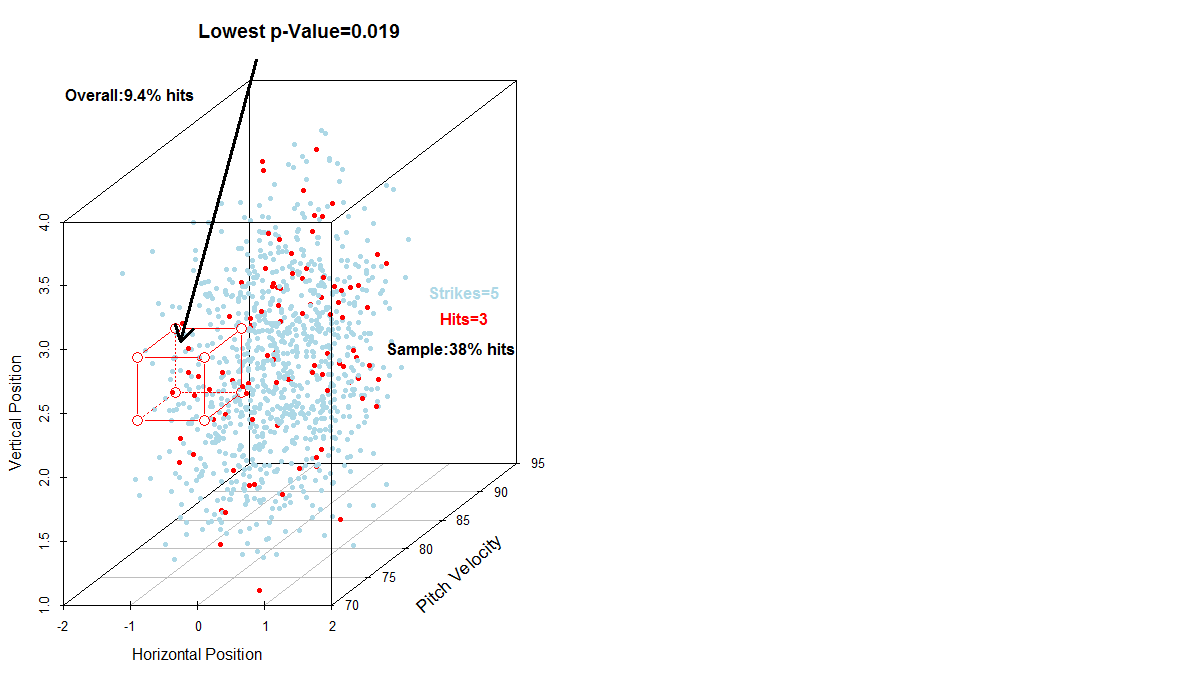 Lowest p-Value=0.019
Overall:9.4% hits
Strikes=5
Hits=3
Sample:38% hits
Vertical Position
4.0
3.5
3.0
2.5
2.0
1.5
1.0
-2
-1
0
1
2
Horizontal Position
70
75
80
85
90
95
Pitch Velocity